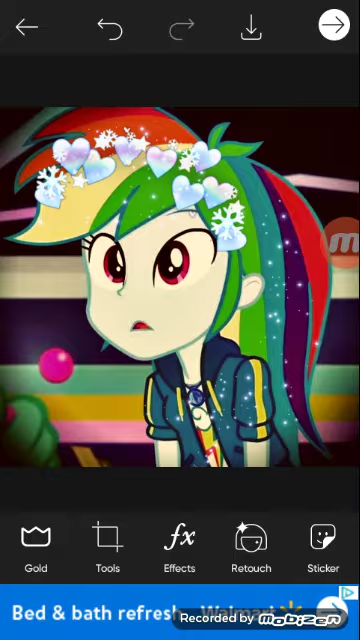 Gold Tools Effects Retouch Sticker
Bed & bath refresh Walmart
Recorded by mobizen